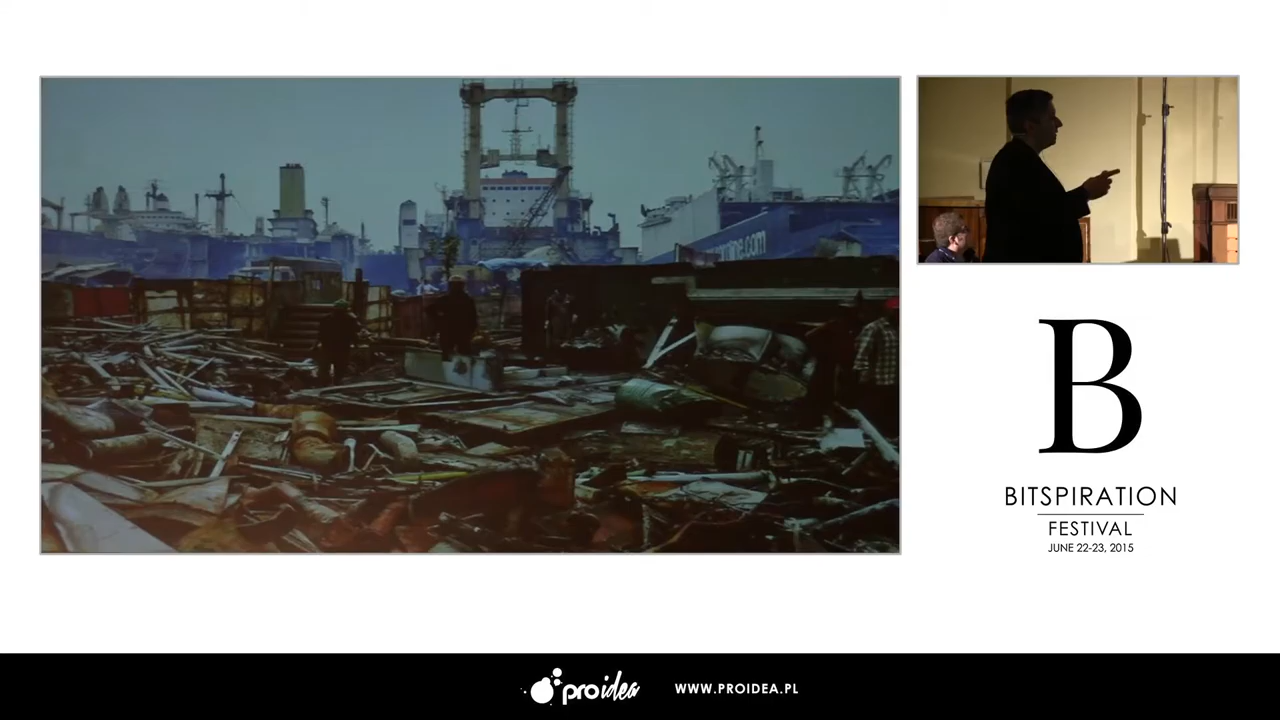 B
BITSPIRATION
FESTIVAL
JUNE 22-23, 2015
proidea
WWW.PROIDEA.PL